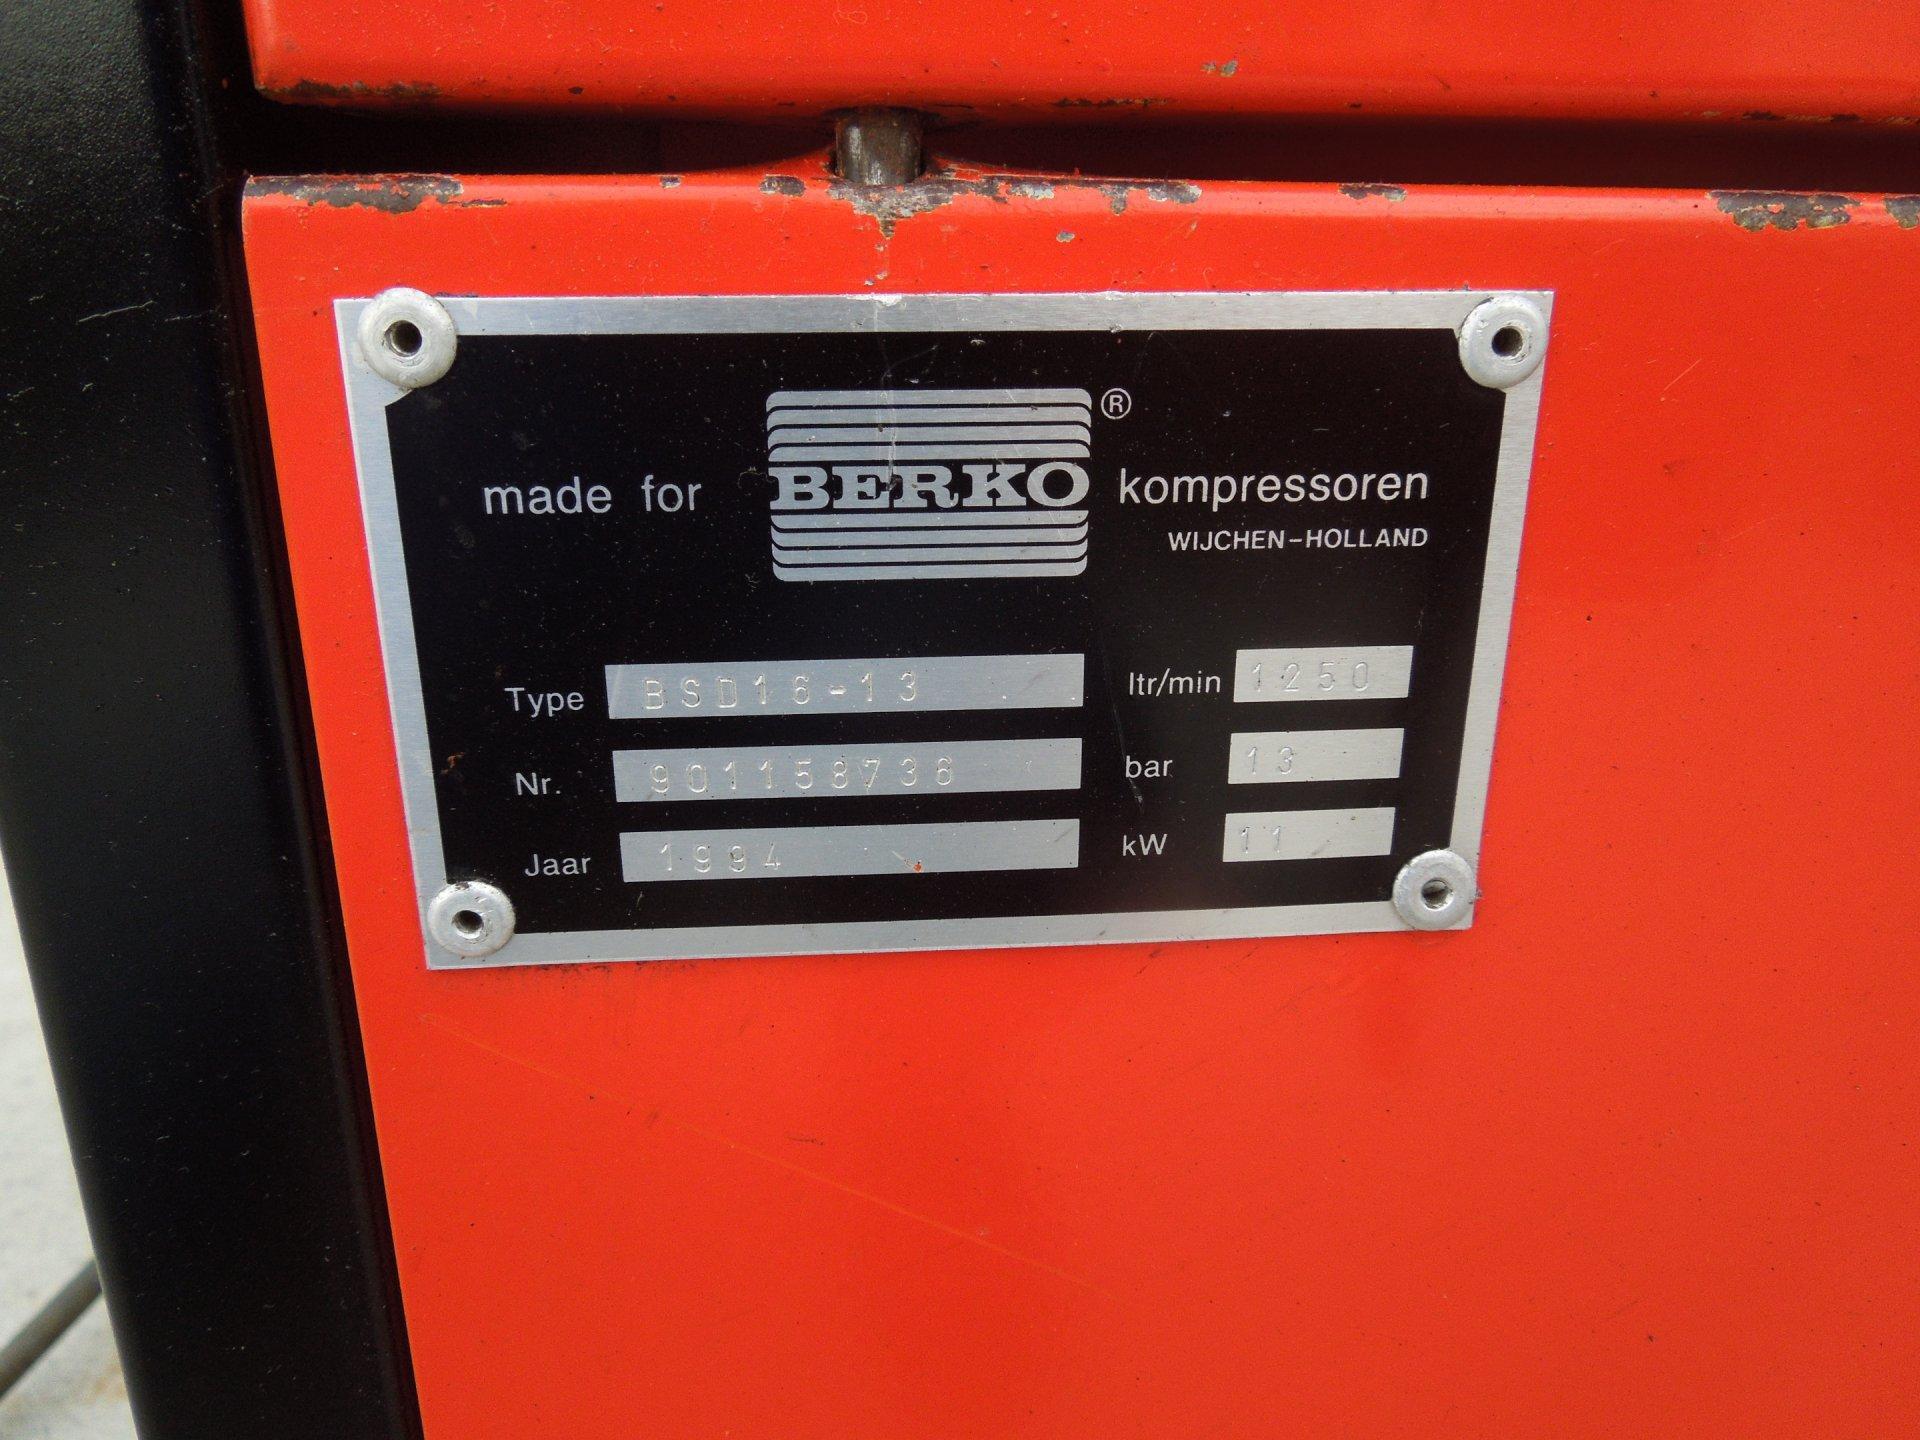 made for BERKO ® kompressoren
WIJCHEN-HOLLAND
Type BSD16-13 ltr/min 1250
Nr. 901158736 bar 13
Jaar 1994 kW 11